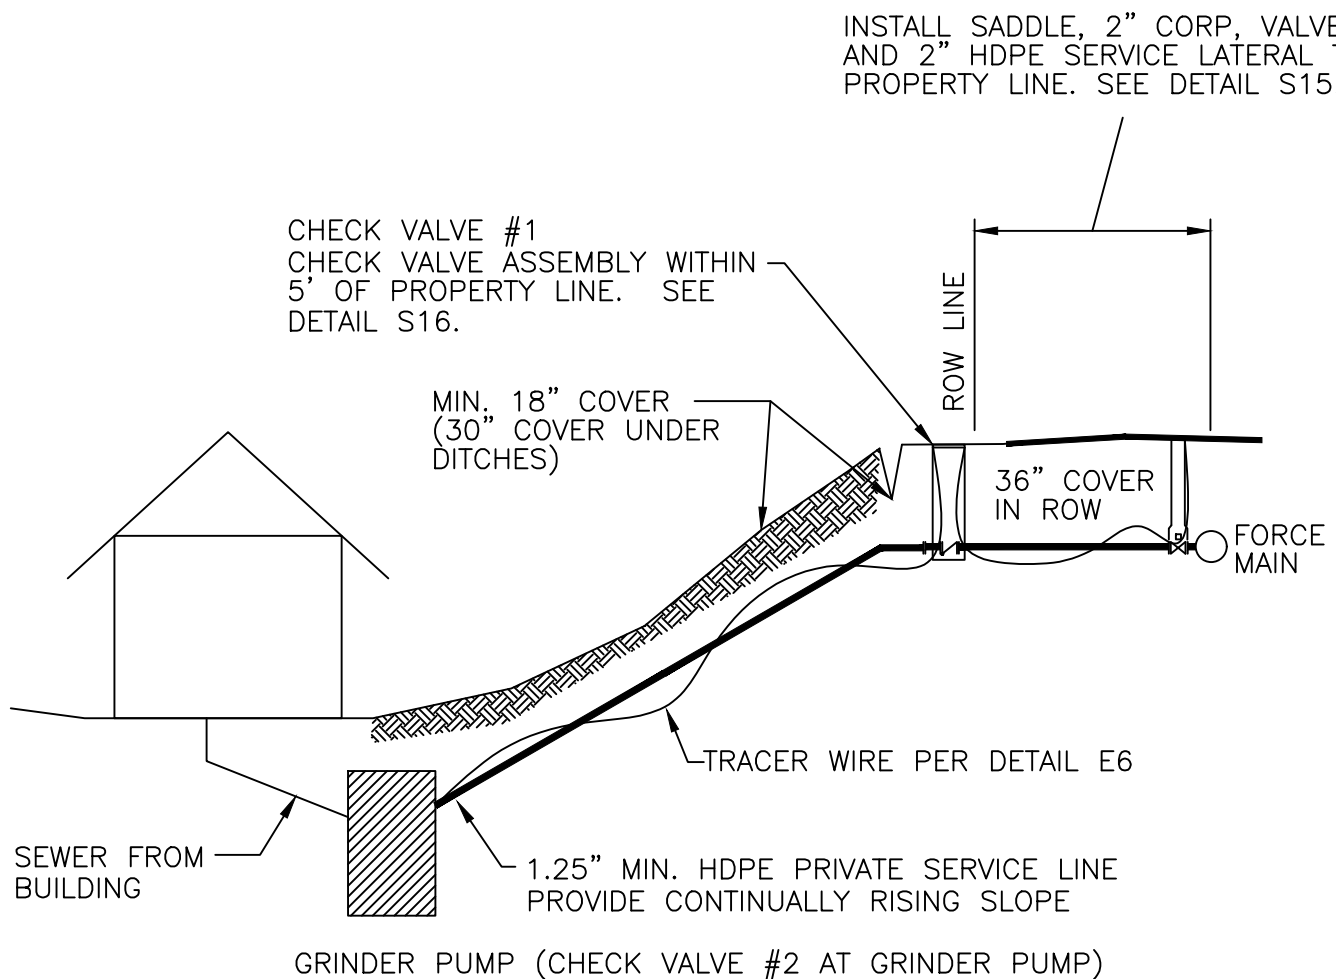 INSTALL SADDLE, 2" CORP, VALVE
AND 2" HDPE SERVICE LATERAL
PROPERTY LINE. SEE DETAIL S15
CHECK VALVE #1
CHECK VALVE ASSEMBLY WITHIN
5' OF PROPERTY LINE. SEE
DETAIL S16.
ROW LINE
MIN. 18" COVER
(30" COVER UNDER
DITCHES)
36" COVER
IN ROW
FORCE
MAIN
TRACER WIRE PER DETAIL E6
SEWER FROM
BUILDING
1.25" MIN. HDPE PRIVATE SERVICE LINE
PROVIDE CONTINUALLY RISING SLOPE
GRINDER PUMP (CHECK VALVE #2 AT GRINDER PUMP)